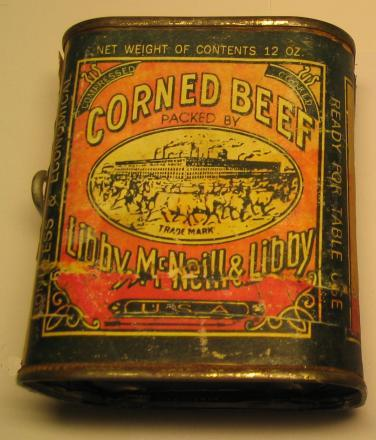 NET WEIGHT OF CONTENTS 12 OZ.
COMPRESSED
COOKED
CORNED BEEF
PACKED BY
TRADE MARK
Libby, McNeill & Libby
U.S.A.
& ECONOMICAL
READY FOR TABLE USE